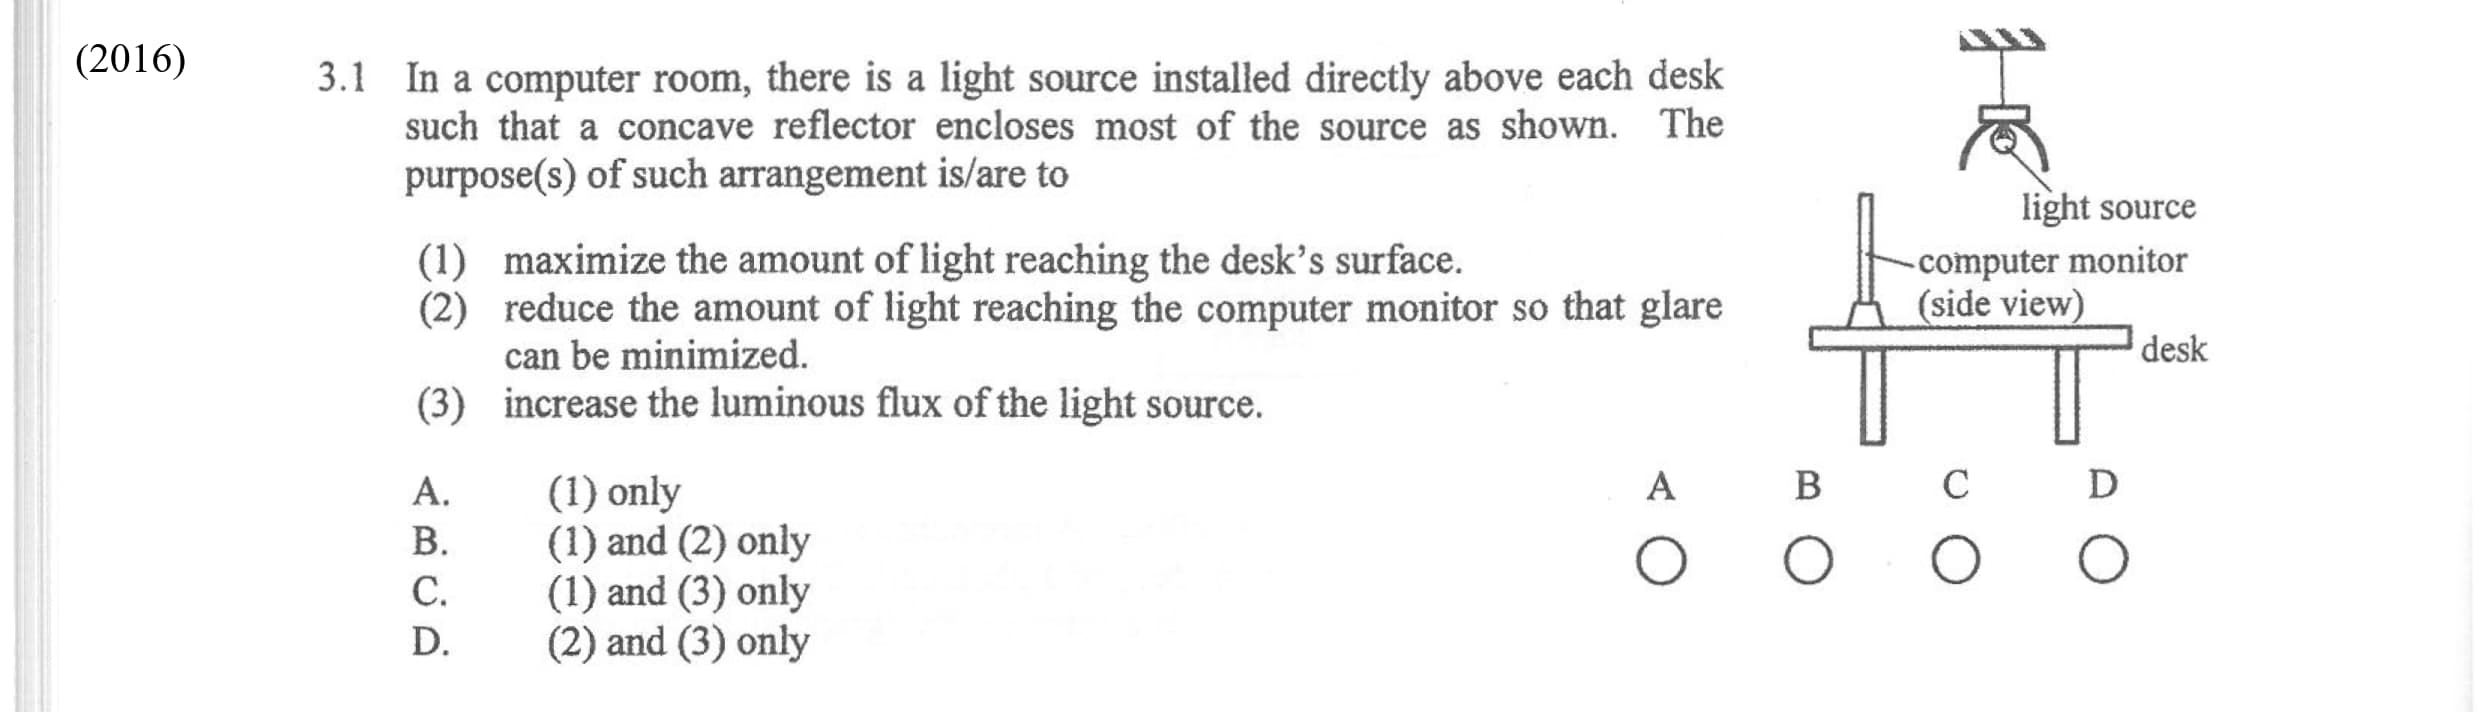 (2016)
3.1 In a computer room, there is a light source installed directly above each desk
such that a concave reflector encloses most of the source as shown. The
purpose(s) of such arrangement is/are to
(1) maximize the amount of light reaching the desk's surface.
(2) reduce the amount of light reaching the computer monitor so that glare
can be minimized.
(3) increase the luminous flux of the light source.
light source
computer monitor
(side view)
desk
A. (1) only
B. (1) and (2) only
C. (1) and (3) only
D. (2) and (3) only
A B C D